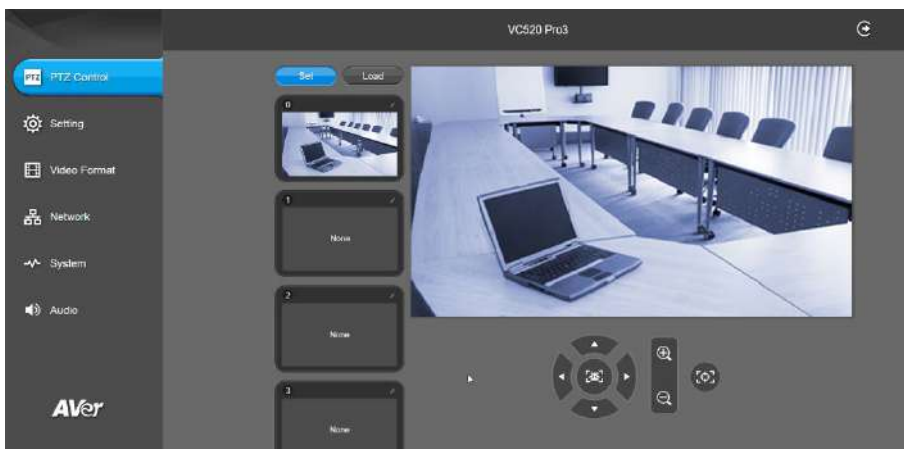 VC520 Pro3
PTZ PTZ Control
Setting
Video Format
Network
System
Audio
AVer
Set Load
0
1
None
2
None
3
None